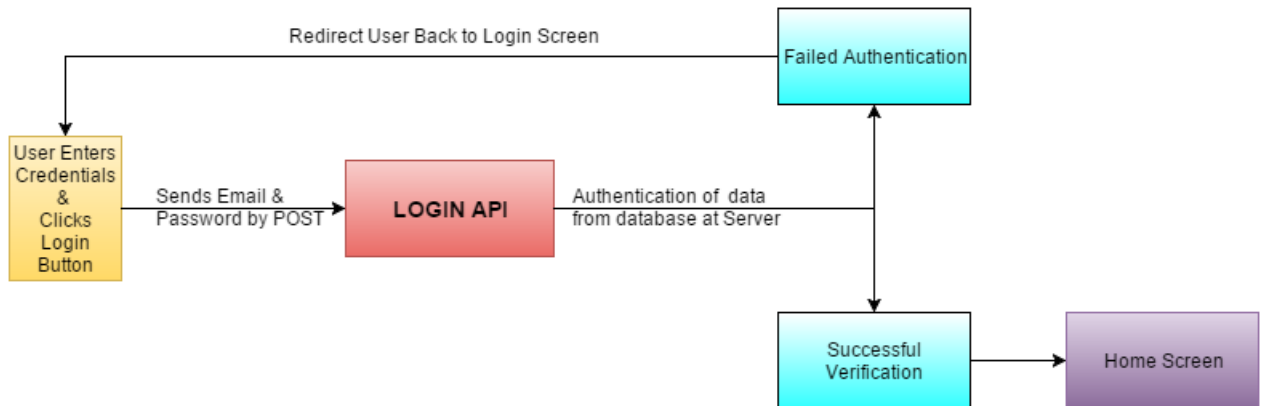 Redirect User Back to Login Screen
Failed Authentication
User Enters
Credentials
&
Clicks
Login
Button
Sends Email &
Password by POST
LOGIN API
Authentication of data
from database at Server
Successful
Verification
Home Screen